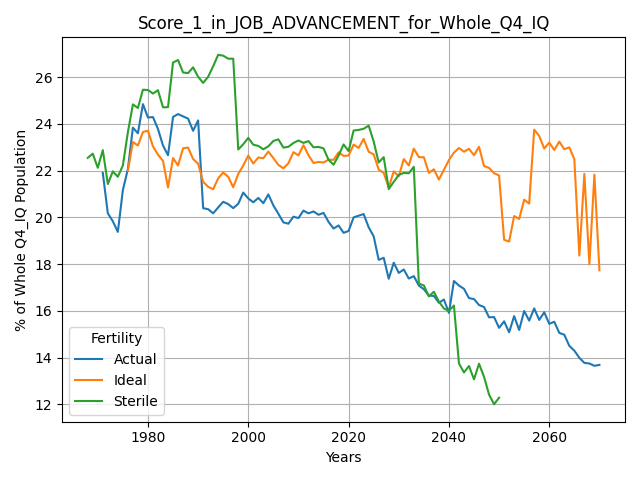 Score_1_in_JOB_ADVANCEMENT_for_Whole_Q4_IQ
% of Whole Q4_IQ Population
26
24
22
20
18
16
14
12
Fertility
Actual
Ideal
Sterile
1980
2000
2020
2040
2060
Years